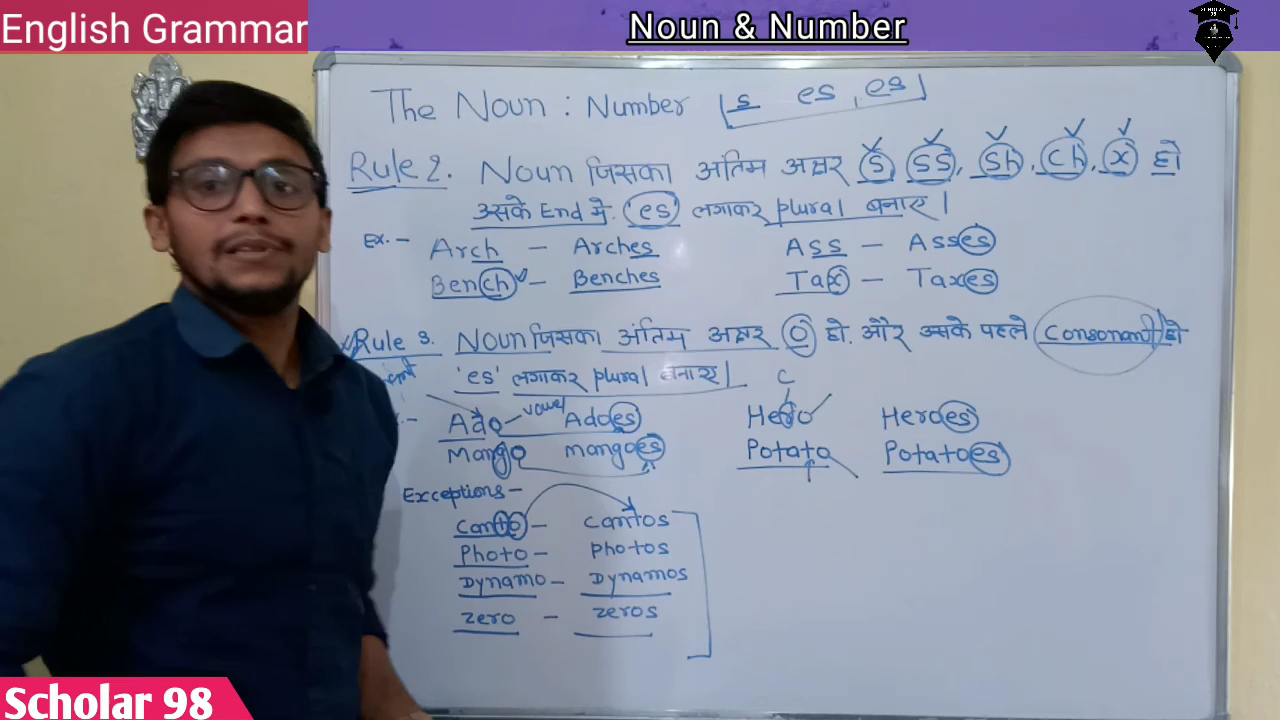 English Grammar
Noun & Number
SCHOLAR 98
The Noun : Number s es, es
Rule 2. Noun जिसका अंतिम अक्षर S SS, Sh, Ch, X हो
उसके End में 'es' लगाकर plural बनाए।
Ex. - Arch - Arches Ass - Asses
Bench - Benches Tax - Taxes
Rule 3. Noun जिसका अंतिम अक्षर O हो, और उसके पहले consonant हो
'es' लगाकर plural बनाए।
C
Ado - vowel Adoes Hero Heroes
Mango mangoes Potato Potatoes
Exceptions -
Canto - cantos
Photo - photos
Dynamo - Dynamos
Zero - zeros
Scholar 98